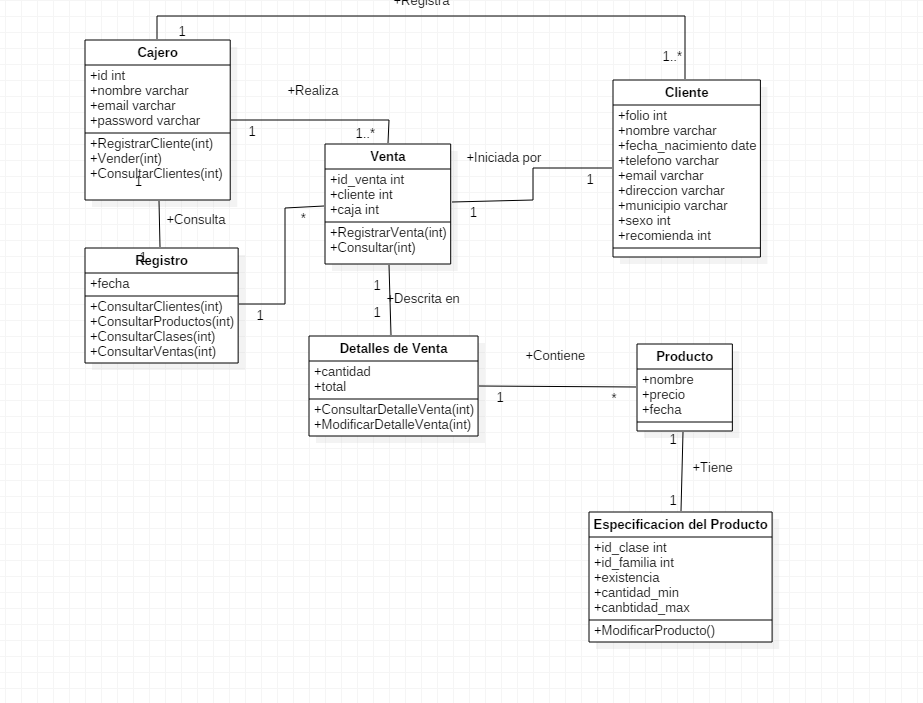 +Registra
1
1..*
Cajero
+id int
+nombre varchar
+email varchar
+password varchar
+RegistrarCliente(int)
+Vender(int)
+ConsultarClientes(int)
1
+Realiza
1
1..*
Cliente
+folio int
+nombre varchar
+fecha_nacimiento date
+telefono varchar
+email varchar
+direccion varchar
+municipio varchar
+sexo int
+recomienda int
Venta
+id_venta int
+cliente int
+caja int
+RegistrarVenta(int)
+Consultar(int)
+Iniciada por
1
1
+Consulta
1
*
1
Registro
+fecha
+ConsultarClientes(int)
+ConsultarProductos(int)
+ConsultarClases(int)
+ConsultarVentas(int)
1
+Descrita en
1
Detalles de Venta
+cantidad
+total
+ConsultarDetalleVenta(int)
+ModificarDetalleVenta(int)
+Contiene
1
*
Producto
+nombre
+precio
+fecha
1
+Tiene
1
Especificacion del Producto
+id_clase int
+id_familia int
+existencia
+cantidad_min
+canbtidad_max
+ModificarProducto()